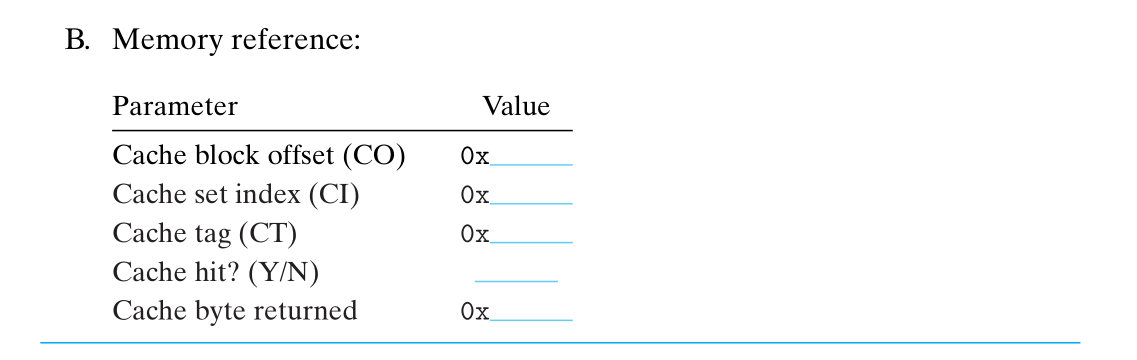 B. Memory reference:
Parameter Value
Cache block offset (CO) 0x
Cache set index (CI) 0x
Cache tag (CT) 0x
Cache hit? (Y/N)
Cache byte returned 0x